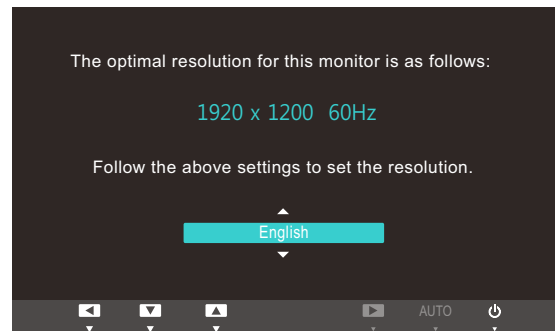 The optimal resolution for this monitor is as follows:
1920 x 1200 60Hz
Follow the above settings to set the resolution.
English
AUTO